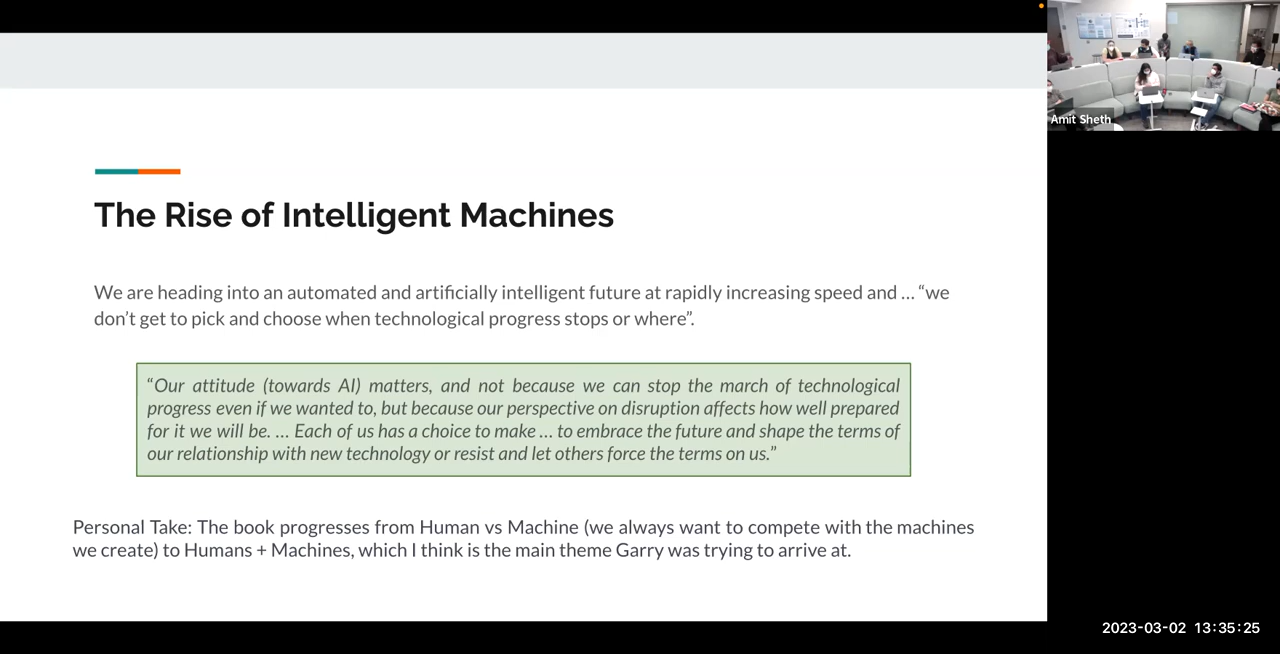 Amit Sheth
The Rise of Intelligent Machines
We are heading into an automated and artificially intelligent future at rapidly increasing speed and … “we
don’t get to pick and choose when technological progress stops or where”.
“Our attitude (towards AI) matters, and not because we can stop the march of technological
progress even if we wanted to, but because our perspective on disruption affects how well prepared
for it we will be. … Each of us has a choice to make … to embrace the future and shape the terms of
our relationship with new technology or resist and let others force the terms on us.”
Personal Take: The book progresses from Human vs Machine (we always want to compete with the machines
we create) to Humans + Machines, which I think is the main theme Garry was trying to arrive at.
2023-03-02 13:35:25